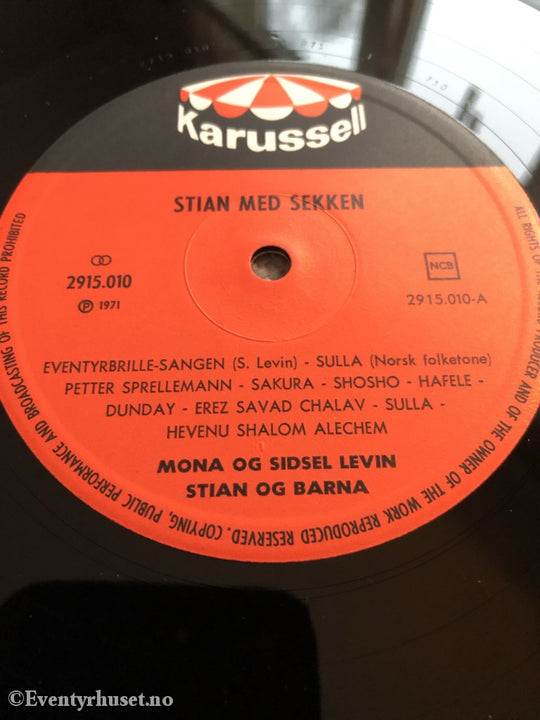 Karussell
STIAN MED SEKKEN
2915.010
Ⓟ 1971
NCB
2915.010-A
EVENTYRBRILLE-SANGEN (S. Levin) - SULLA (Norsk folketone)
PETTER SPRELLEMANN - SAKURA - SHOSHO - HAFELE -
DUNDAY - EREZ SAVAD CHALAV - SULLA -
HEVENU SHALOM ALECHEM
MONA OG SIDSEL LEVIN
STIAN OG BARNA
ALL RIGHTS OF THE PRODUCER AND OF THE OWNER OF THE WORK REPRODUCED RESERVED. COPYING, PUBLIC PERFORMANCE AND BROADCASTING OF THIS RECORD PROHIBITED
©Eventyrhuset.no